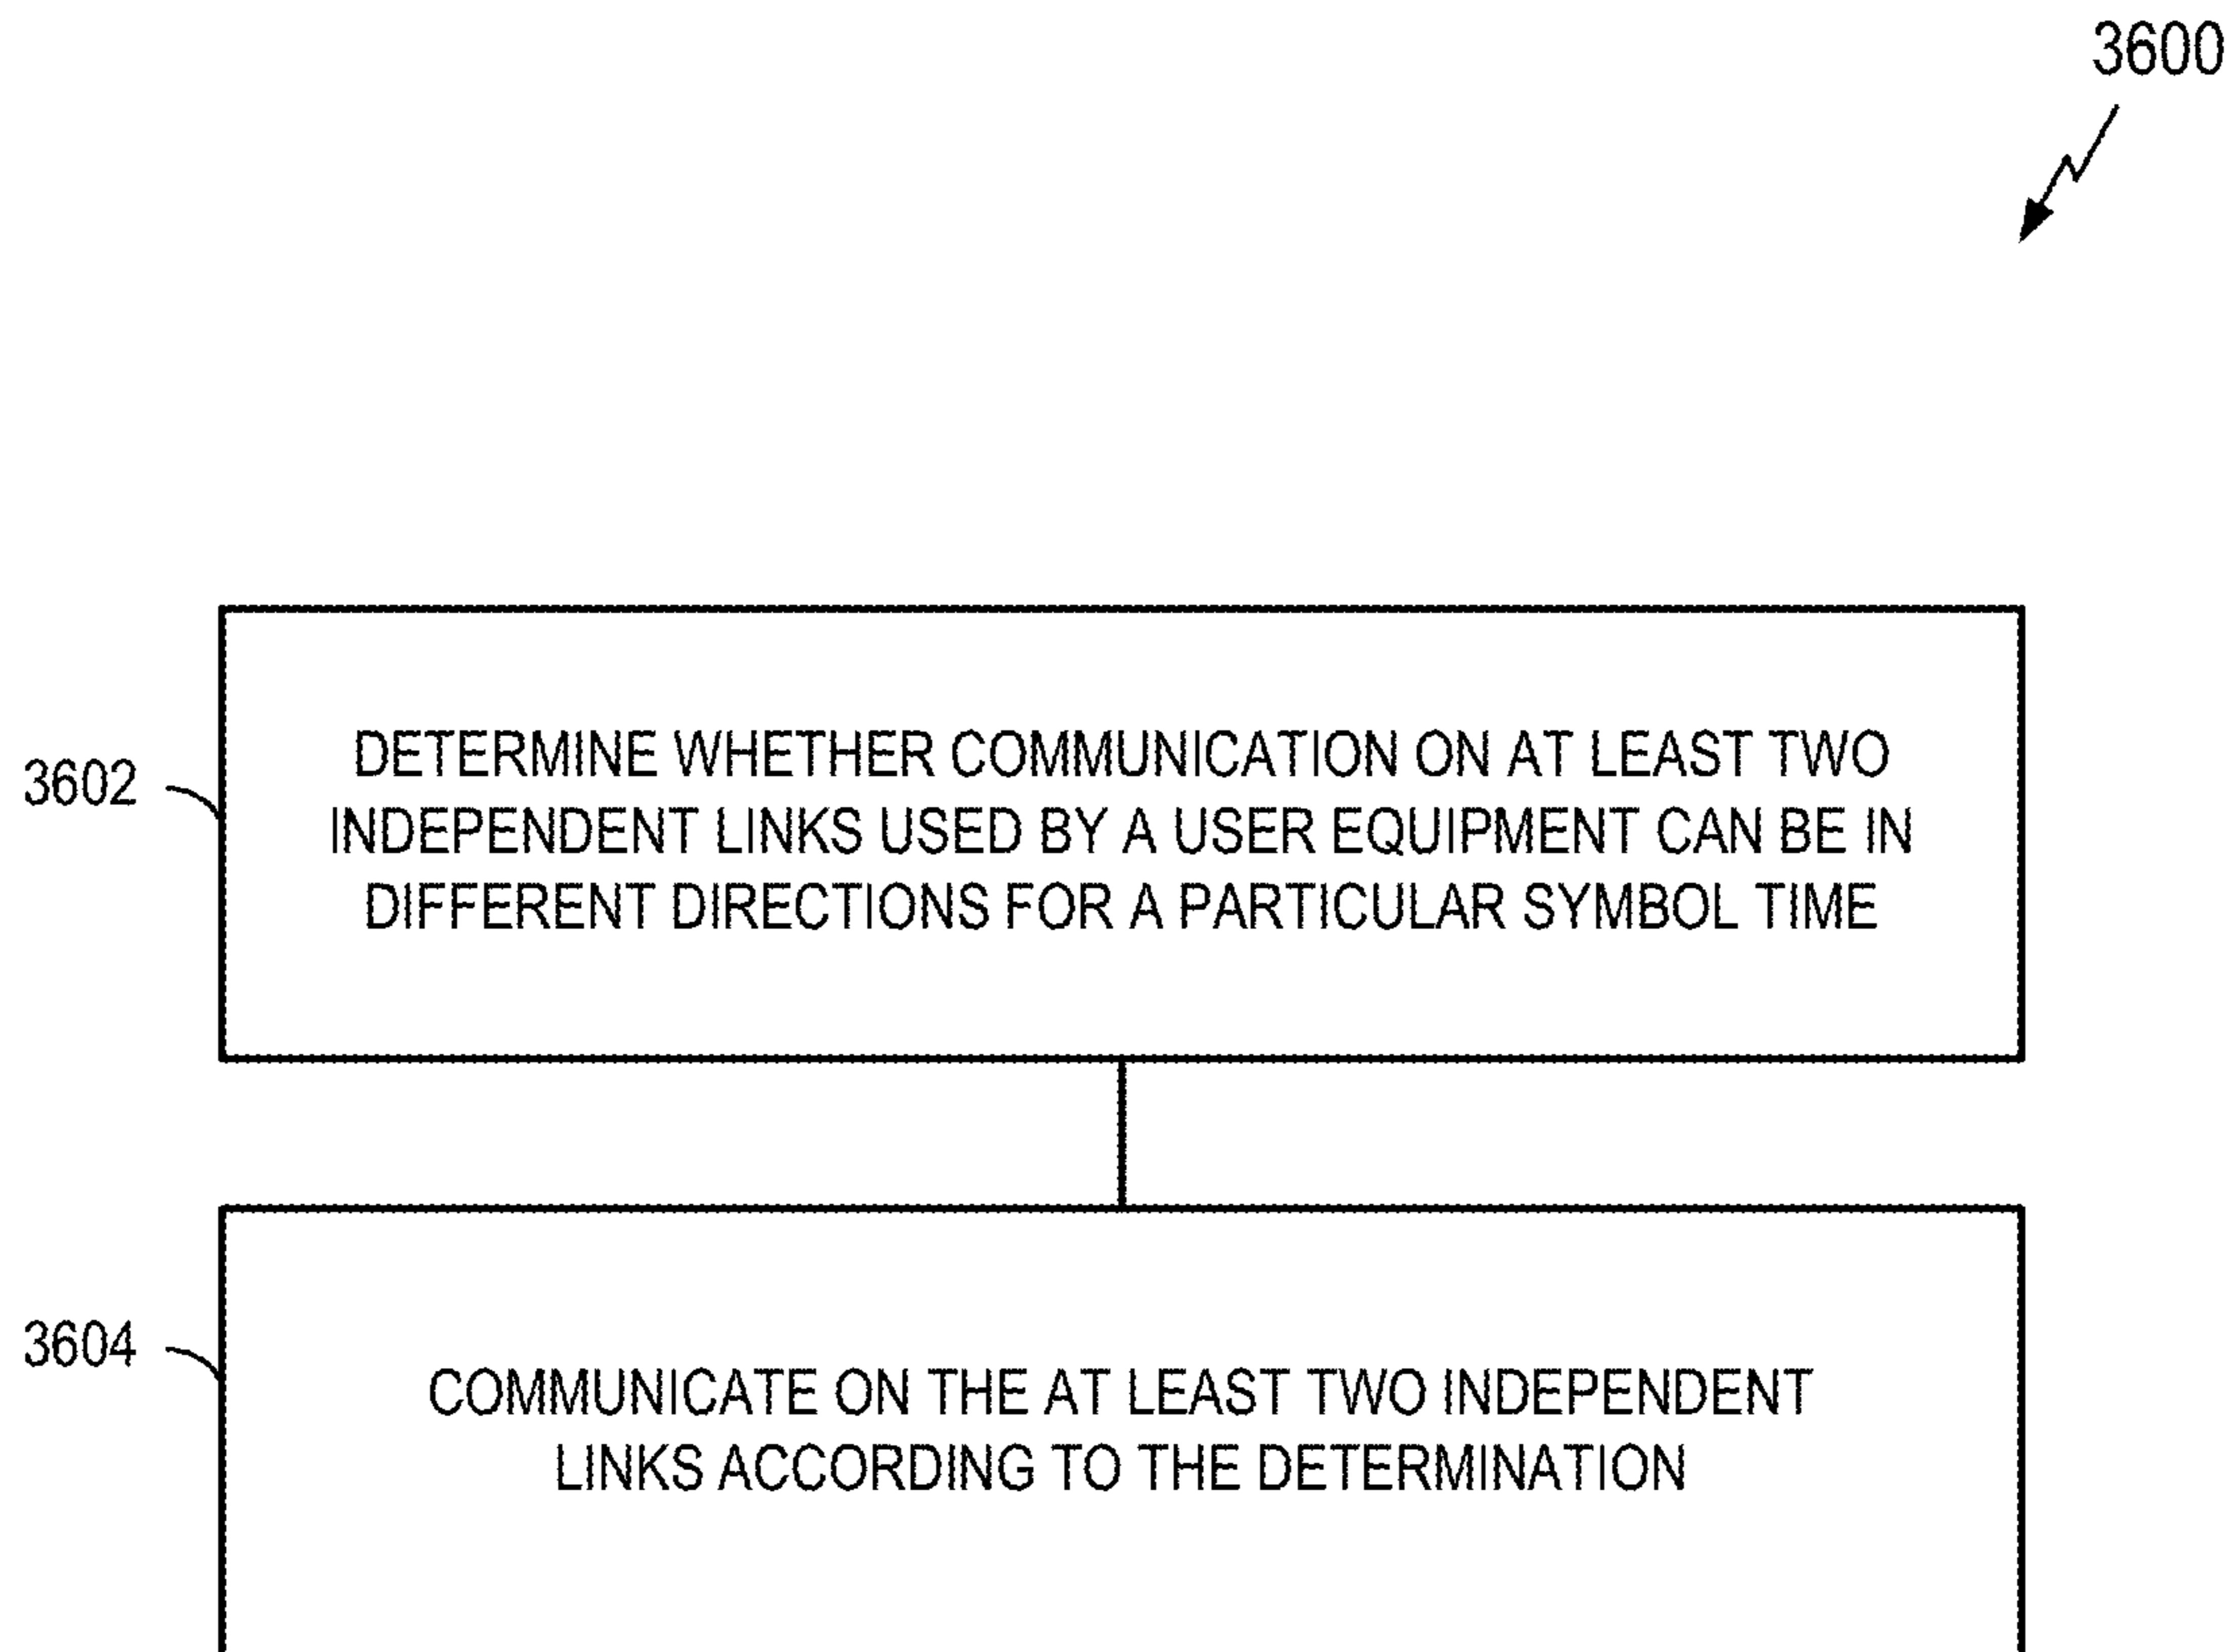 3600
3602
DETERMINE WHETHER COMMUNICATION ON AT LEAST TWO
INDEPENDENT LINKS USED BY A USER EQUIPMENT CAN BE IN
DIFFERENT DIRECTIONS FOR A PARTICULAR SYMBOL TIME
3604
COMMUNICATE ON THE AT LEAST TWO INDEPENDENT
LINKS ACCORDING TO THE DETERMINATION